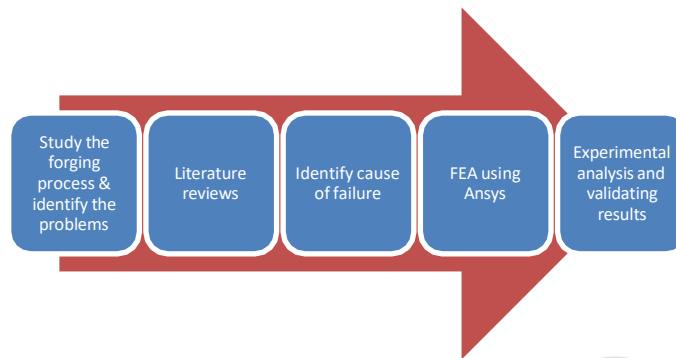 Study the
forging
process &
identify the
problems
Literature
reviews
Identify cause
of failure
FEA using
Ansys
Experimental
analysis and
validating
results